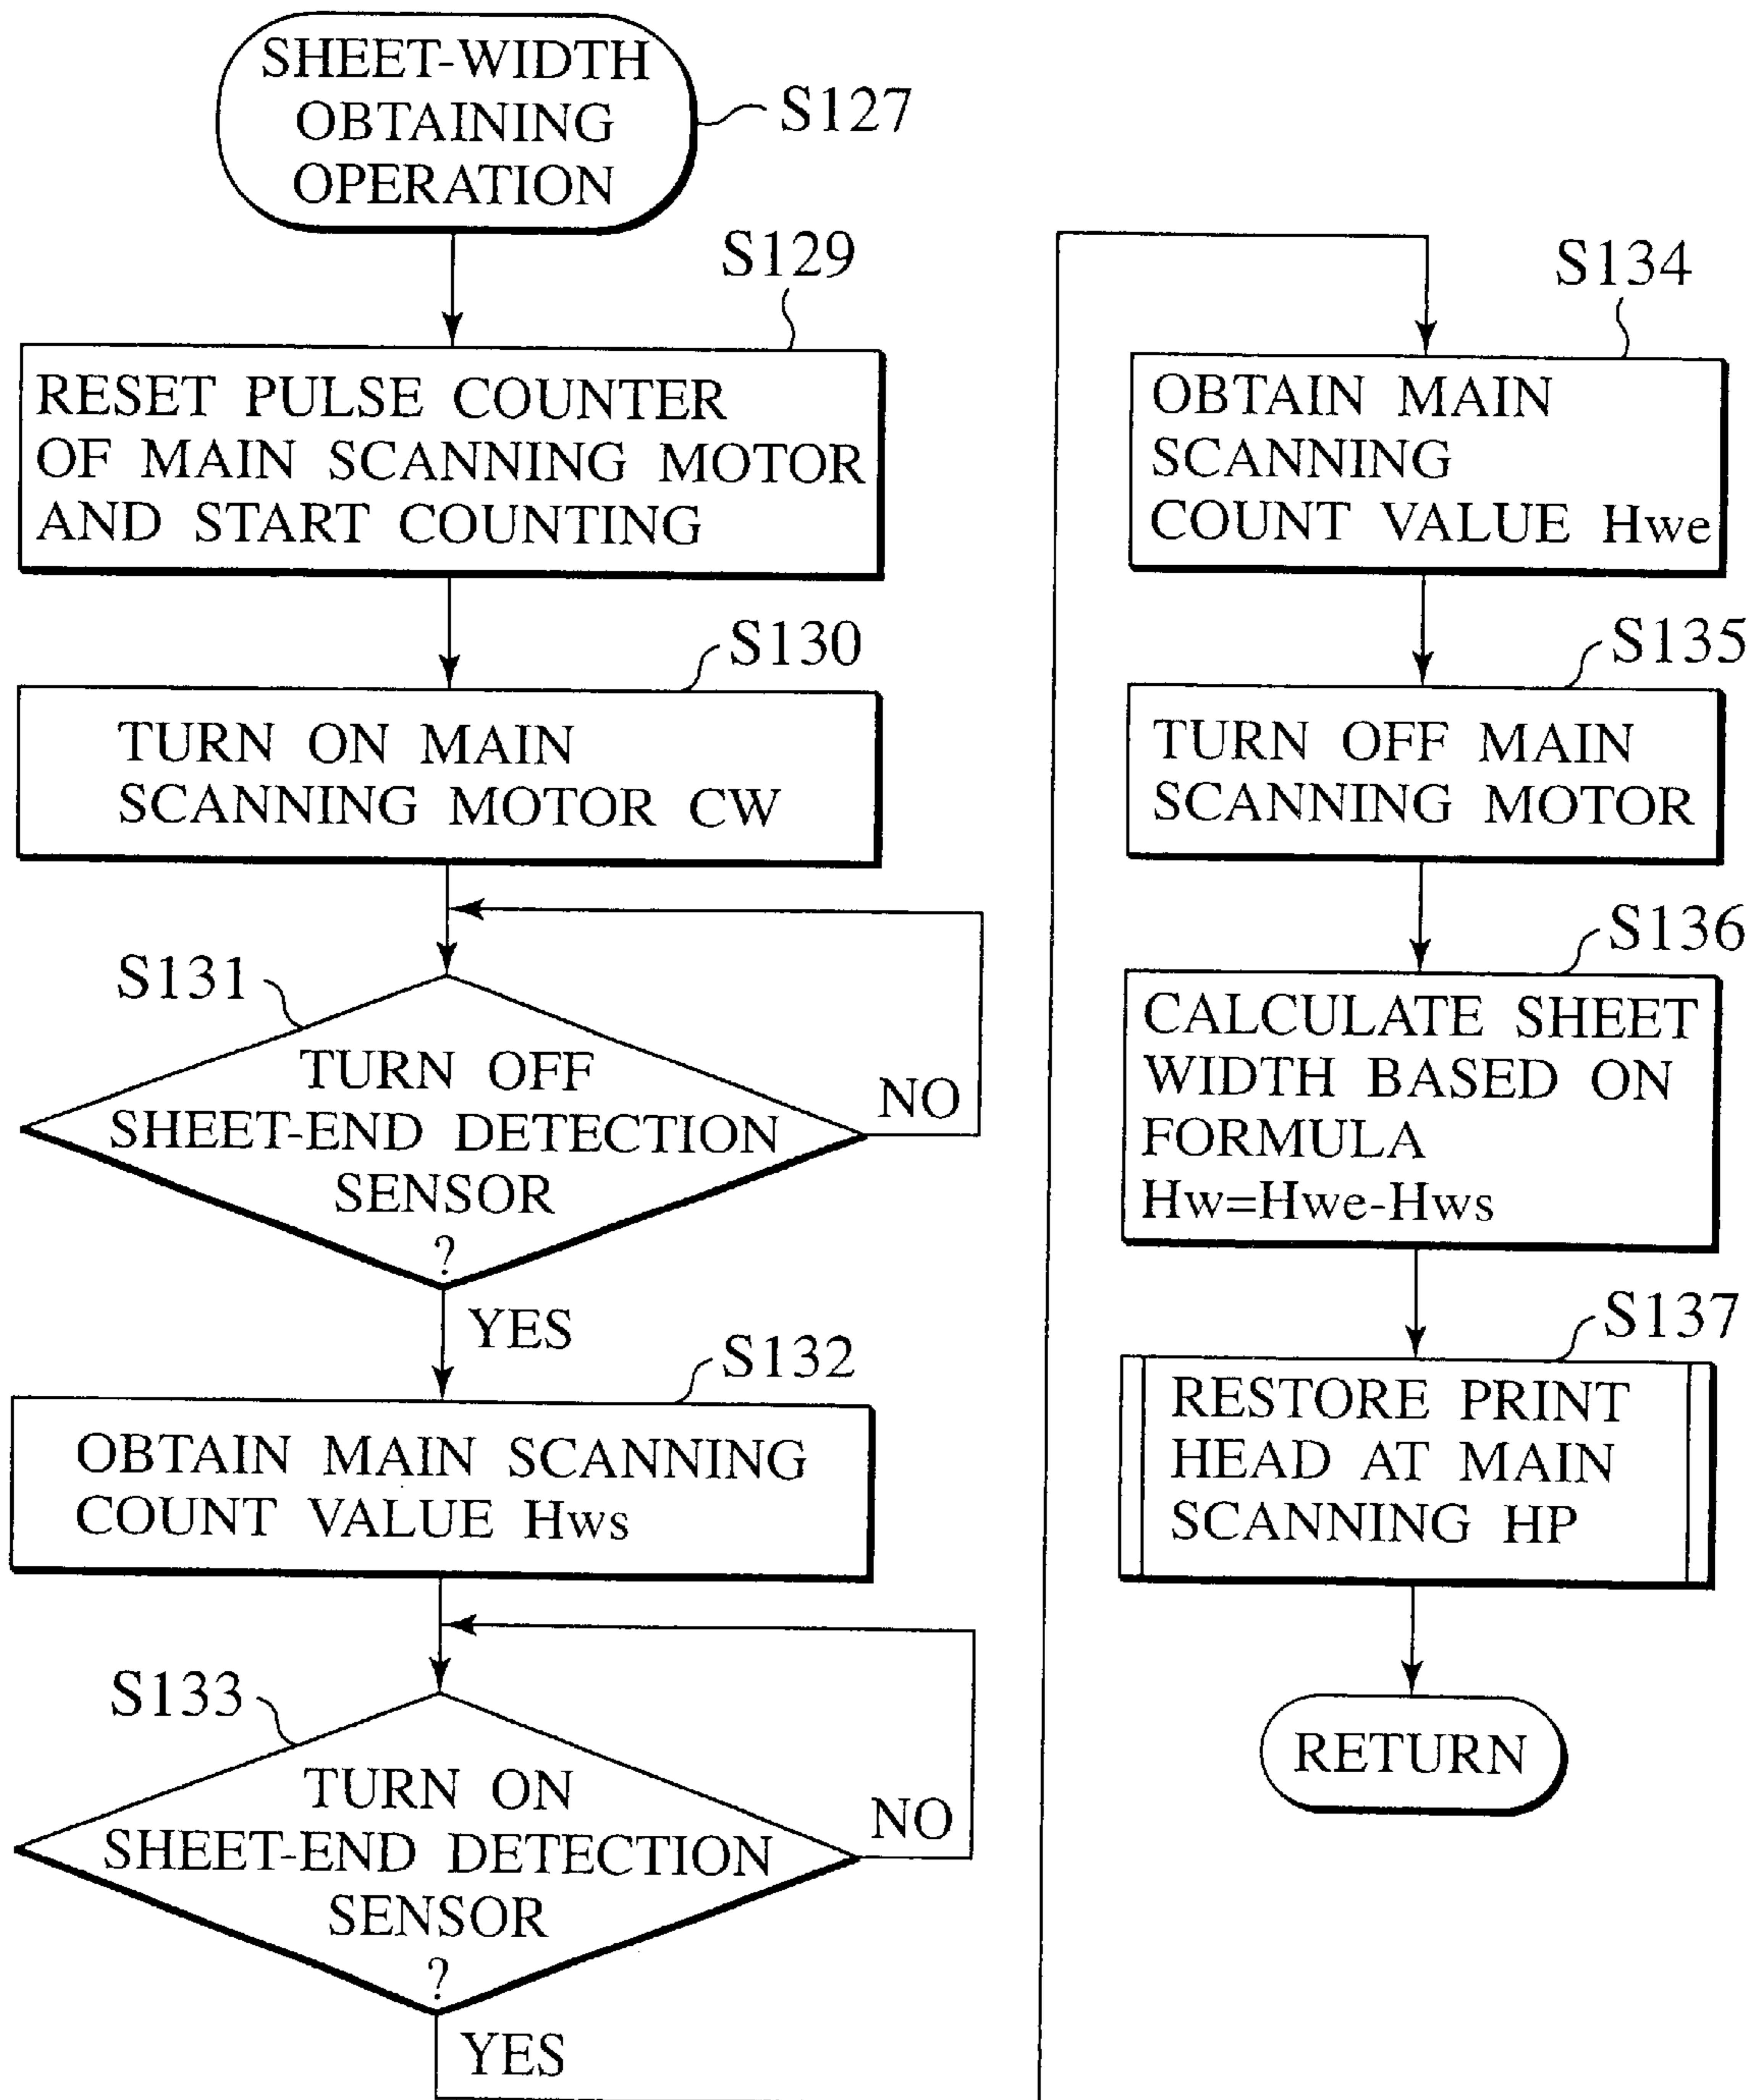 SHEET-WIDTH
OBTAINING
OPERATION
S127
S129
RESET PULSE COUNTER
OF MAIN SCANNING MOTOR
AND START COUNTING
S130
TURN ON MAIN
SCANNING MOTOR CW
S131
TURN OFF
SHEET-END DETECTION
SENSOR
?
NO
YES
S132
OBTAIN MAIN SCANNING
COUNT VALUE Hws
S133
TURN ON
SHEET-END DETECTION
SENSOR
?
NO
YES
S134
OBTAIN MAIN
SCANNING
COUNT VALUE Hwe
S135
TURN OFF MAIN
SCANNING MOTOR
S136
CALCULATE SHEET
WIDTH BASED ON
FORMULA
Hw=Hwe-Hws
S137
RESTORE PRINT
HEAD AT MAIN
SCANNING HP
RETURN